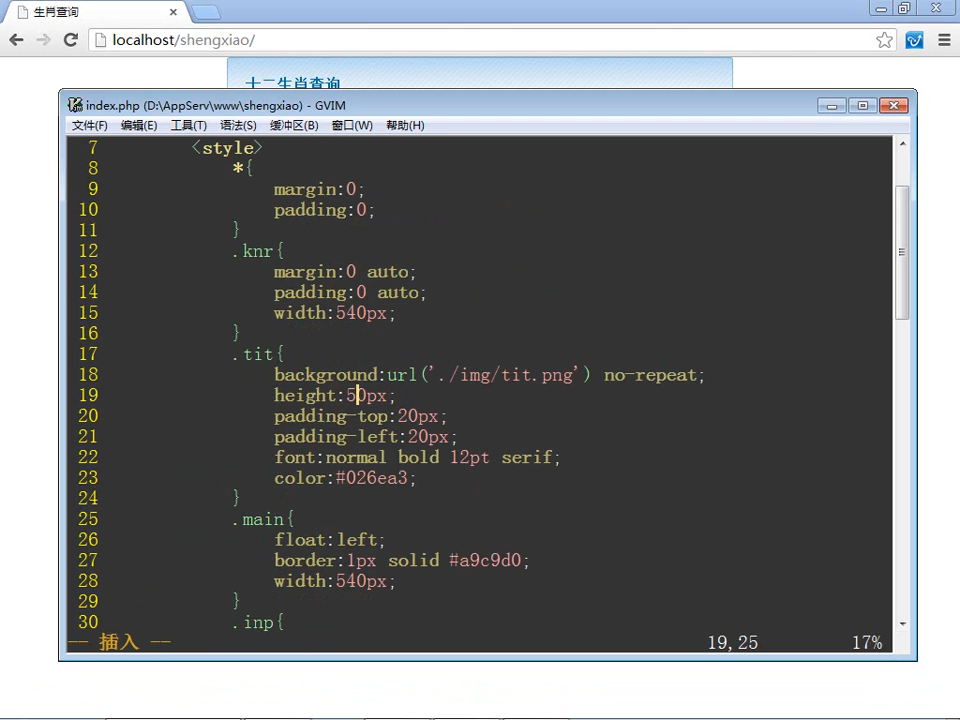 生肖查询
localhost/shengxiao/
十二生肖查询
index.php (D:\AppServ\www\shengxiao) - GVIM
文件(F) 编辑(E) 工具(T) 语法(S) 缓冲区(B) 窗口(W) 帮助(H)
7 <style>
8 *{
9 margin:0;
10 padding:0;
11 }
12 .knr{
13 margin:0 auto;
14 padding:0 auto;
15 width:540px;
16 }
17 .tit{
18 background:url('./img/tit.png') no-repeat;
19 height:50px;
20 padding-top:20px;
21 padding-left:20px;
22 font:normal bold 12pt serif;
23 color:#026ea3;
24 }
25 .main{
26 float:left;
27 border:1px solid #a9c9d0;
28 width:540px;
29 }
30 .inp{
-- 插入 -- 19,25 17%